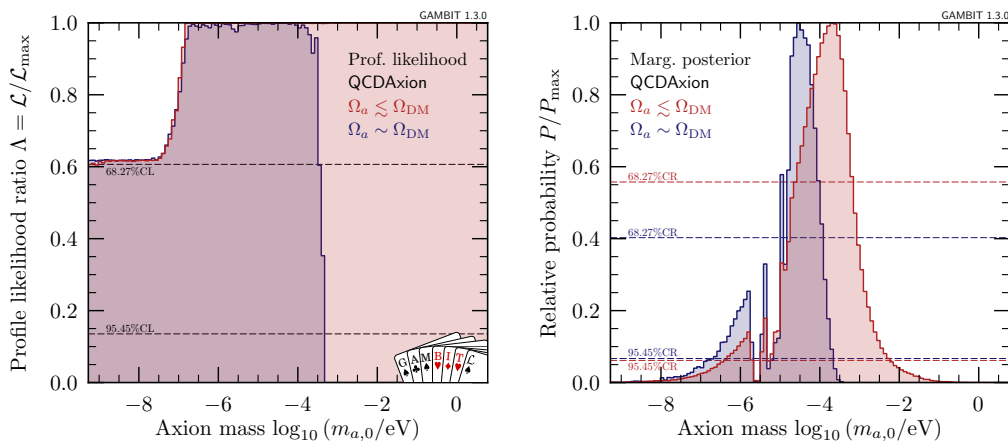 GAMBIT 1.3.0
Profile likelihood ratio Λ = 𝓛/𝓛max
1.0
0.8
0.6
0.4
0.2
0.0
Prof. likelihood
QCDAxion
Ωa ≲ ΩDM
Ωa ∼ ΩDM
68.27%CL
95.45%CL
G A M B I T 𝓛
−8 −6 −4 −2 0
Axion mass log10 (ma,0/eV)
GAMBIT 1.3.0
Relative probability P/Pmax
1.0
0.8
0.6
0.4
0.2
0.0
Marg. posterior
QCDAxion
Ωa ≲ ΩDM
Ωa ∼ ΩDM
68.27%CR
68.27%CR
95.45%CR
95.45%CR
−8 −6 −4 −2 0
Axion mass log10 (ma,0/eV)